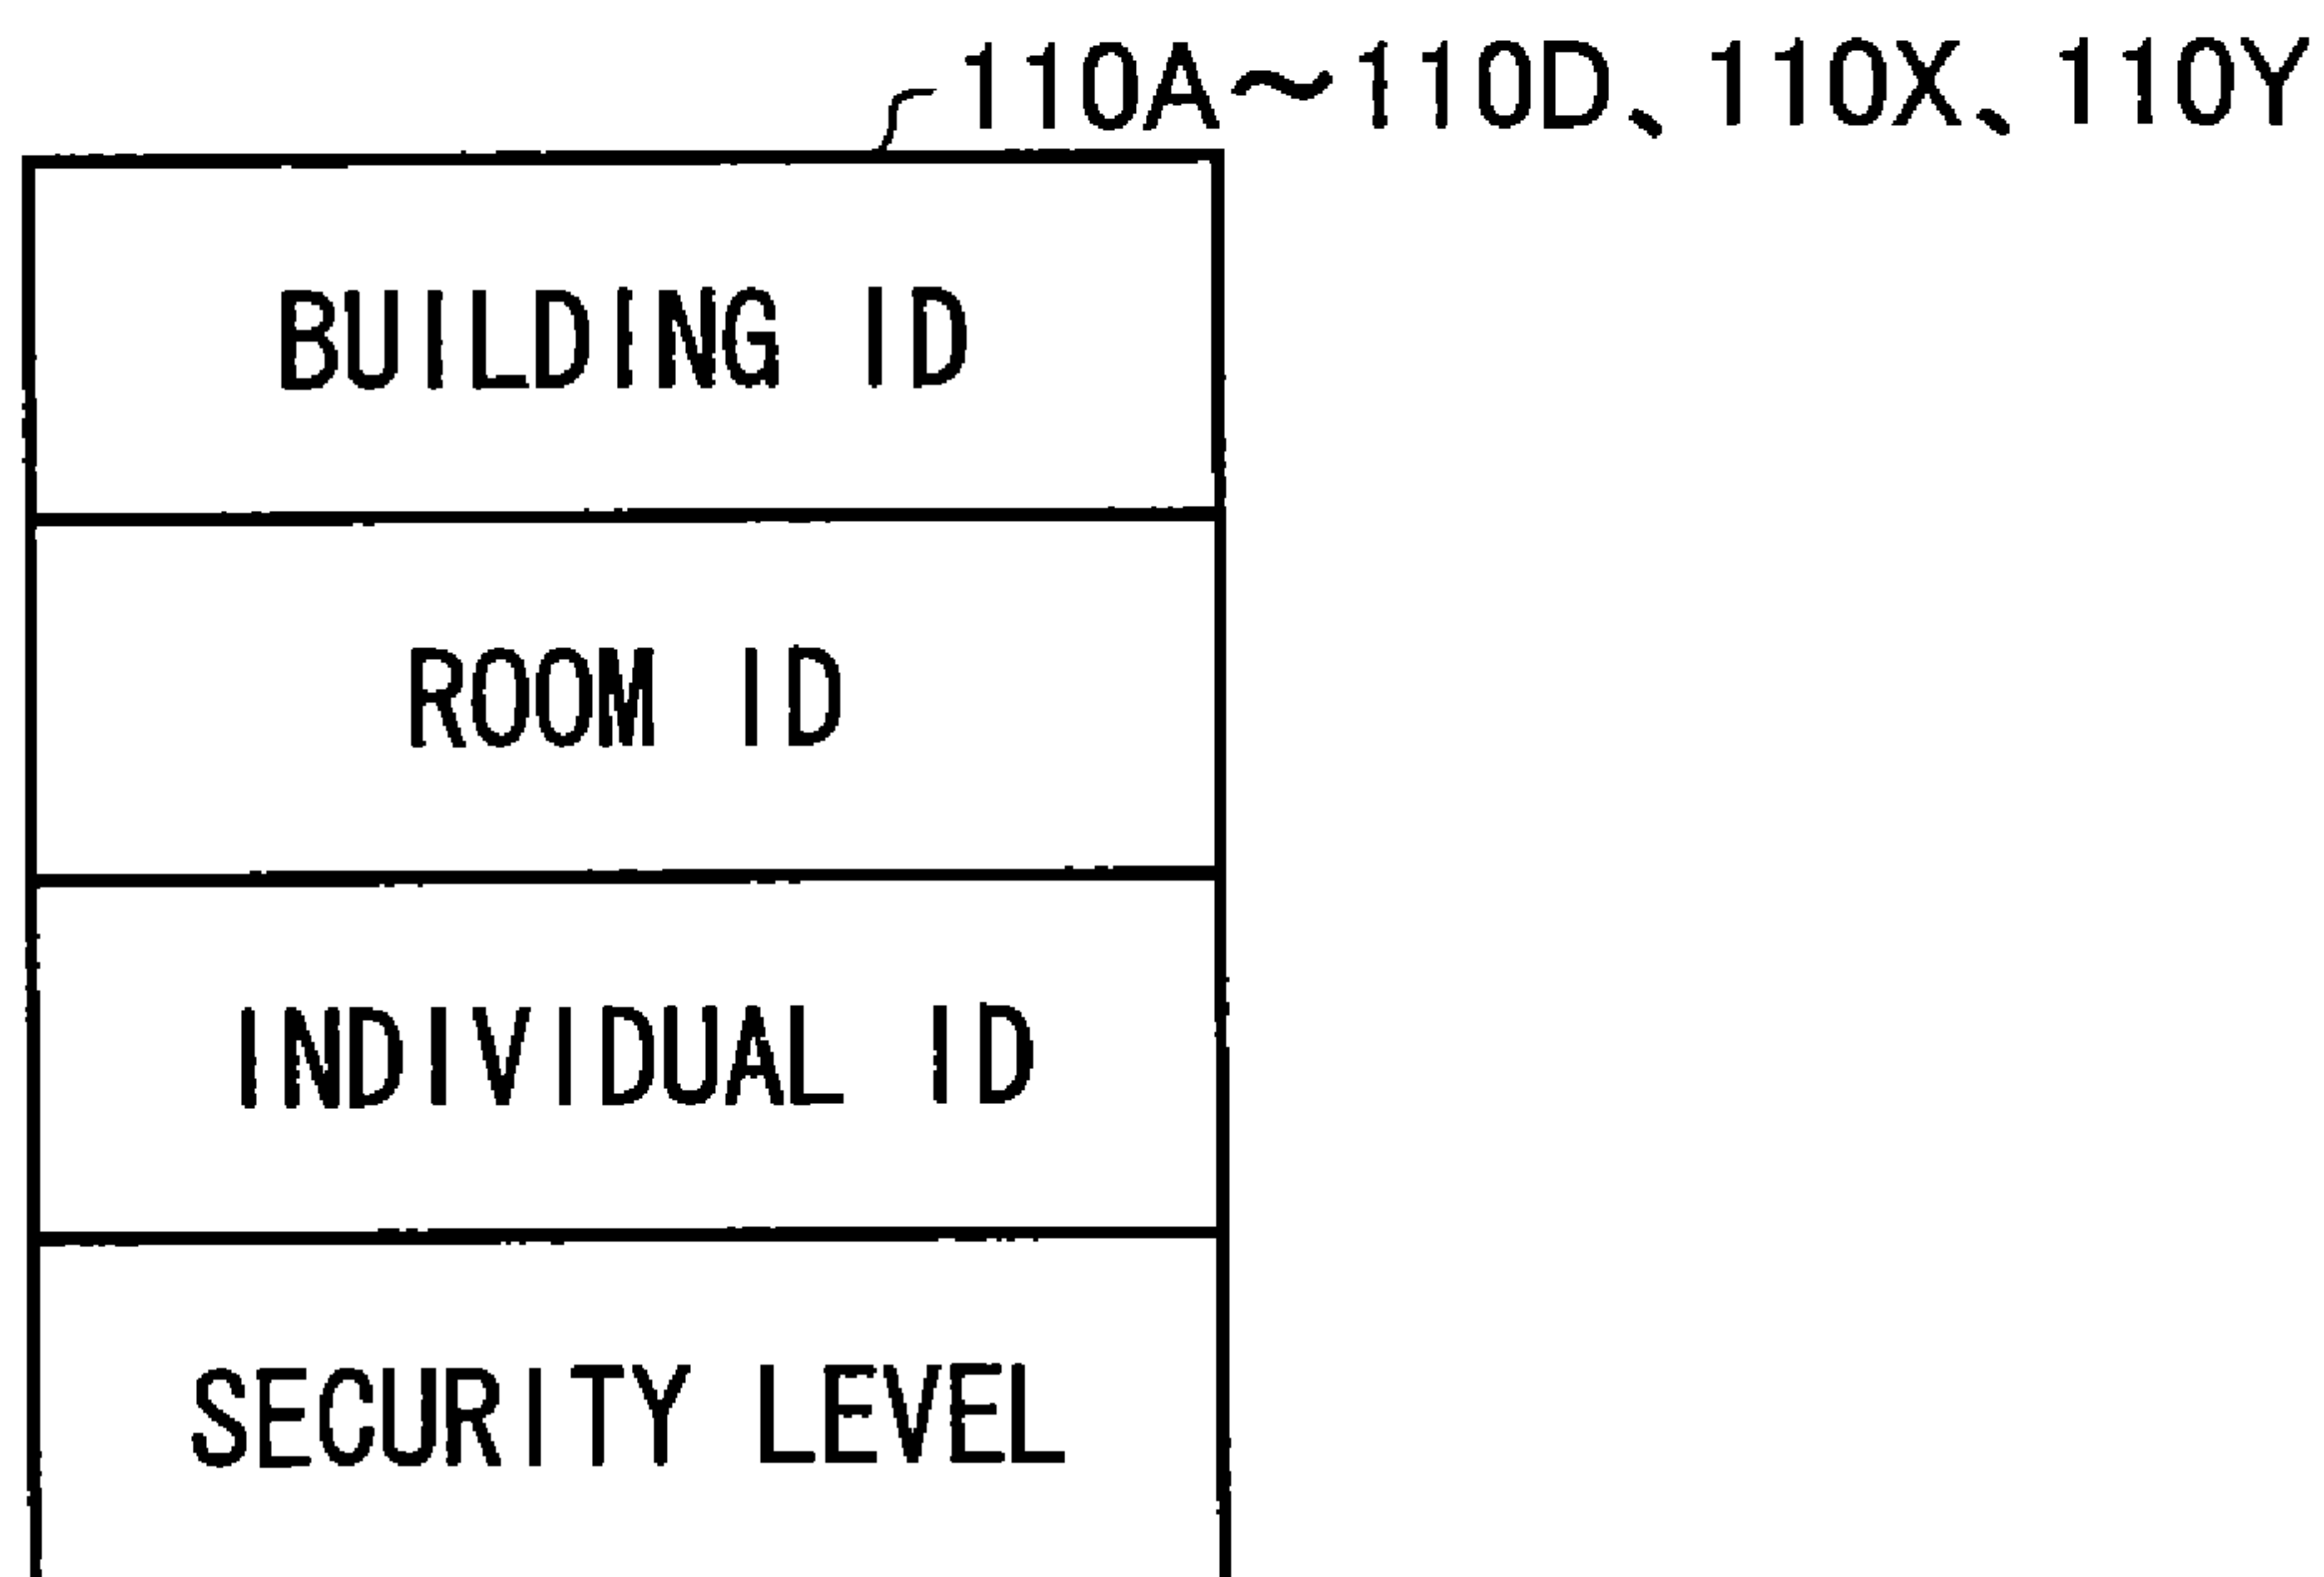 110A～110D、110X、110Y
BUILDING ID
ROOM ID
INDIVIDUAL ID
SECURITY LEVEL